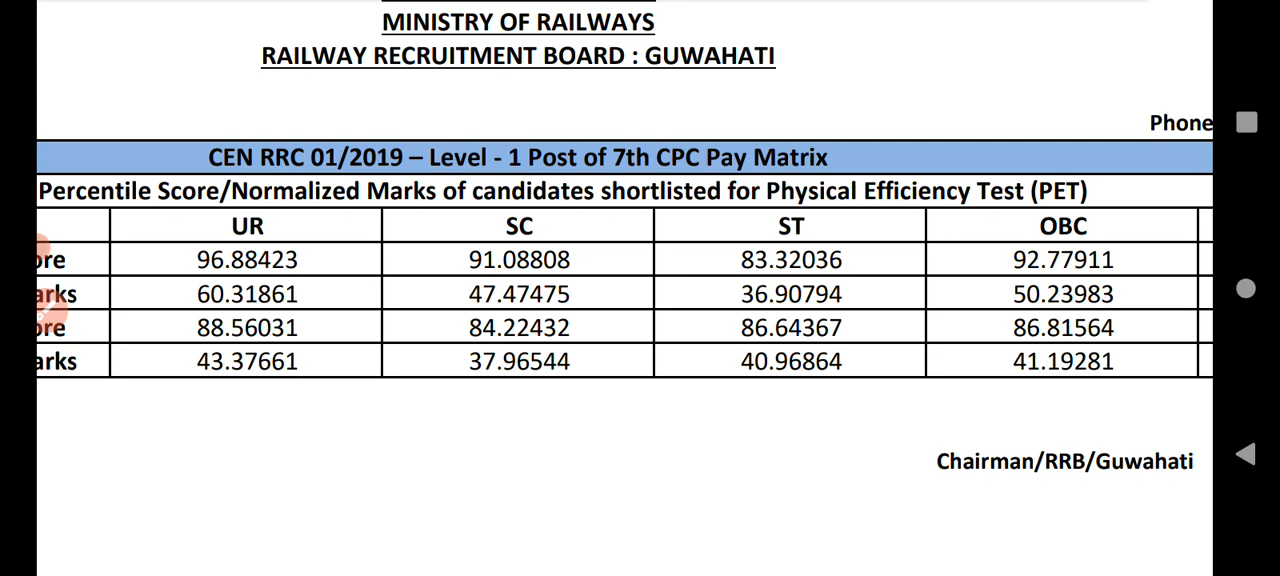 MINISTRY OF RAILWAYS
RAILWAY RECRUITMENT BOARD : GUWAHATI
Phone
CEN RRC 01/2019 – Level - 1 Post of 7th CPC Pay Matrix
Percentile Score/Normalized Marks of candidates shortlisted for Physical Efficiency Test (PET)
UR SC ST OBC
ore 96.88423 91.08808 83.32036 92.77911
arks 60.31861 47.47475 36.90794 50.23983
ore 88.56031 84.22432 86.64367 86.81564
arks 43.37661 37.96544 40.96864 41.19281
Chairman/RRB/Guwahati